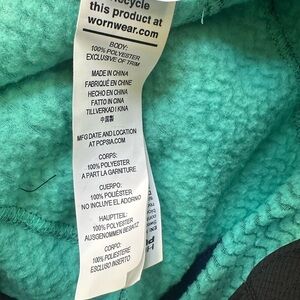 this product at
wornwear.com
BODY:
100% POLYESTER
EXCLUSIVE OF TRIM
MADE IN CHINA
FABRIQUÉ EN CHINE
HECHO EN CHINA
FATTO IN CINA
TILLVERKAD I KINA
中国製
MFG DATE AND LOCATION
AT PCPSIA.COM
CORPS:
100% POLYESTER
A PART LA GARNITURE.
CUERPO:
100% POLIÉSTER
NO INCLUYE EL ADORNO
HAUPTTEIL:
100% POLYESTER
AUSGENOMMEN BESATZ
CORPO:
100% POLIESTERE
ESCLUSO INSERTO